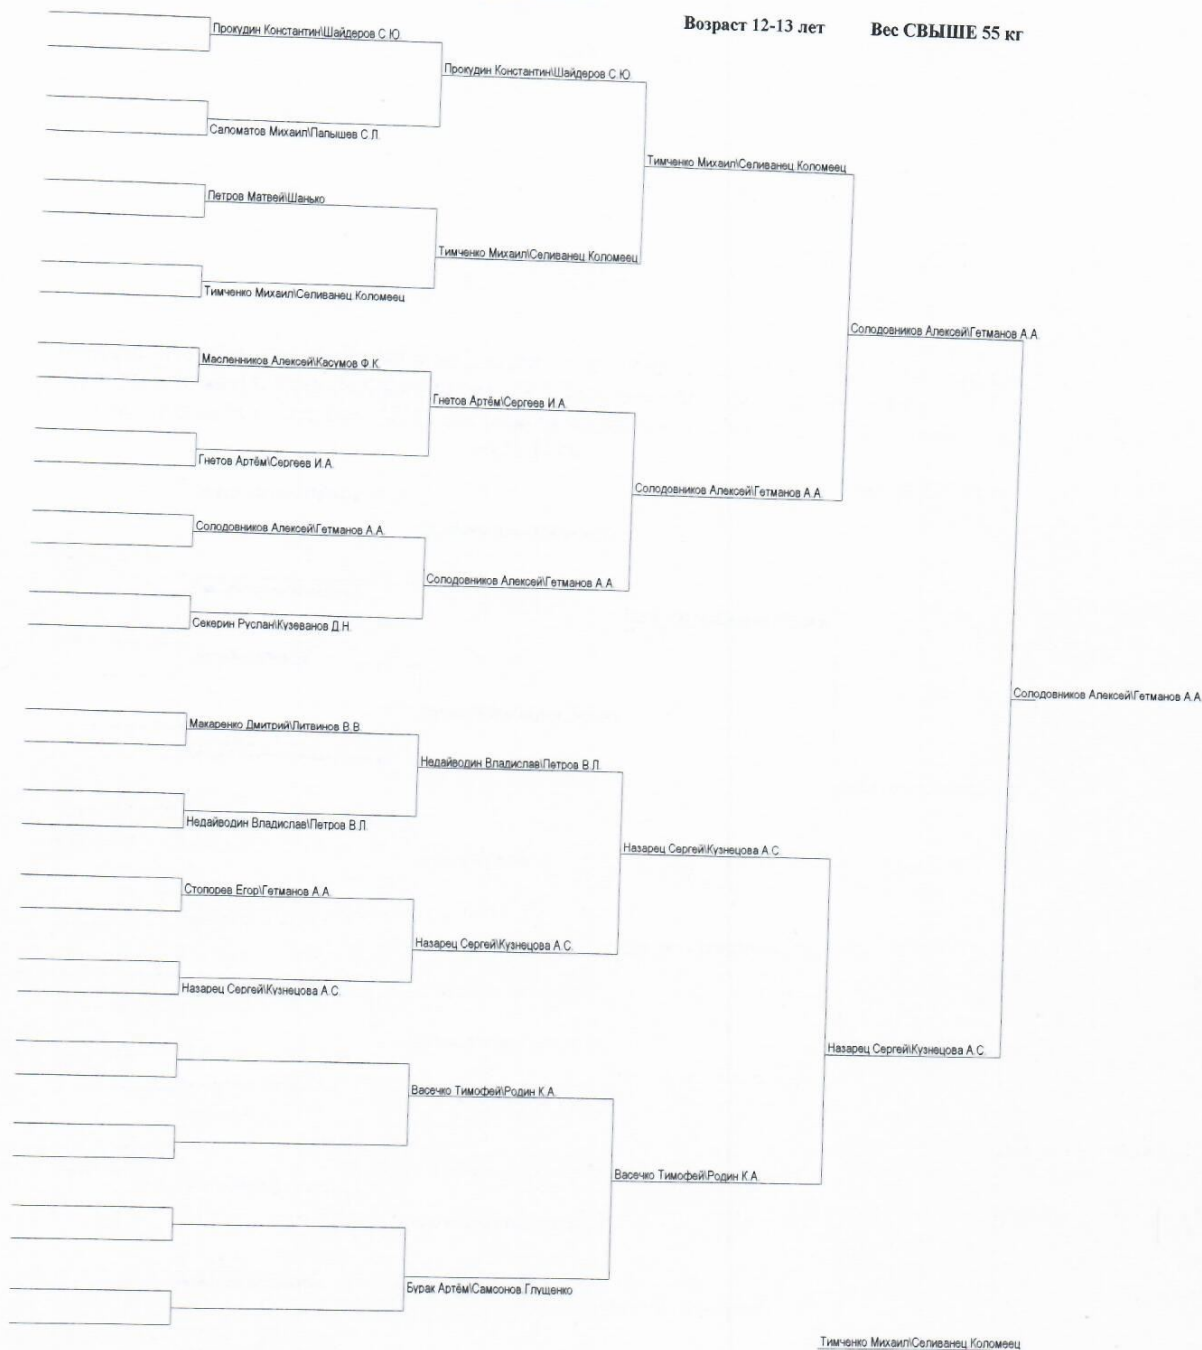 Возраст 12-13 лет Вес СВЫШЕ 55 кг
Прокудин Константин\Шайдеров С.Ю.
Прокудин Константин\Шайдеров С.Ю.
Саломатов Михаил\Папышев С.Л.
Тимченко Михаил\Селиванец Коломеец
Петров Матвей\Шанько
Тимченко Михаил\Селиванец Коломеец
Тимченко Михаил\Селиванец Коломеец
Солодовников Алексей\Гетманов А.А.
Масленников Алексей\Касумов Ф.К.
Гнетов Артём\Сергеев И.А.
Гнетов Артём\Сергеев И.А.
Солодовников Алексей\Гетманов А.А.
Солодовников Алексей\Гетманов А.А.
Солодовников Алексей\Гетманов А.А.
Секерин Руслан\Кузеванов Д.Н.
Солодовников Алексей\Гетманов А.А
Макаренко Дмитрий\Литвинов В.В.
Недайводин Владислав\Петров В.Л.
Недайводин Владислав\Петров В.Л.
Назарец Сергей\Кузнецова А.С.
Стопорев Егор\Гетманов А.А.
Назарец Сергей\Кузнецова А.С.
Назарец Сергей\Кузнецова А.С.
Назарец Сергей\Кузнецова А.С.
Васечко Тимофей\Родин К.А.
Васечко Тимофей\Родин К.А.
Бурак Артём\Самсонов Глущенко
Тимченко Михаил\Селиванец Коломеец